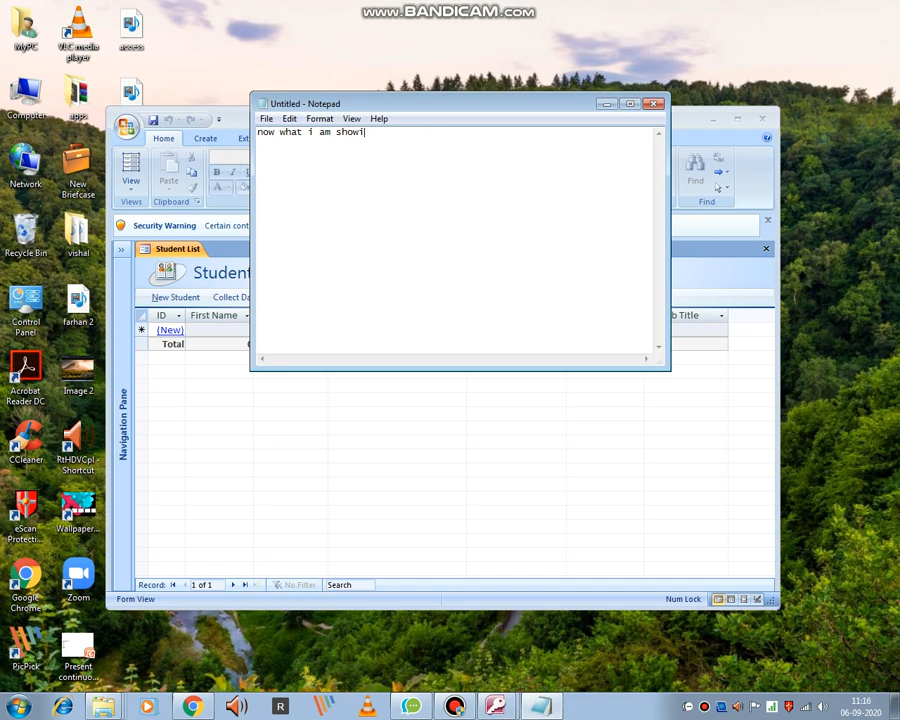 www.BANDICAM.com
MyPC
VLC media player
access
Computer
apps
Network
New Briefcase
Recycle Bin
vishal
Control Panel
farhan 2
Acrobat Reader DC
Image 2
CCleaner
RtHDVCpl - Shortcut
eScan Protecti...
Wallpaper...
Google Chrome
Zoom
PicPick
Present continuo...
Untitled - Notepad
File Edit Format View Help
now what i am showi
Home Create Ext
View Paste
B I
A
Find
Views Clipboard Find
Security Warning Certain cont
Student List
Studen
New Student Collect Da
ID First Name b Title
(New)
Total
Navigation Pane
Record: 1 of 1 No Filter Search
Form View Num Lock
R
11:16
06-09-2020